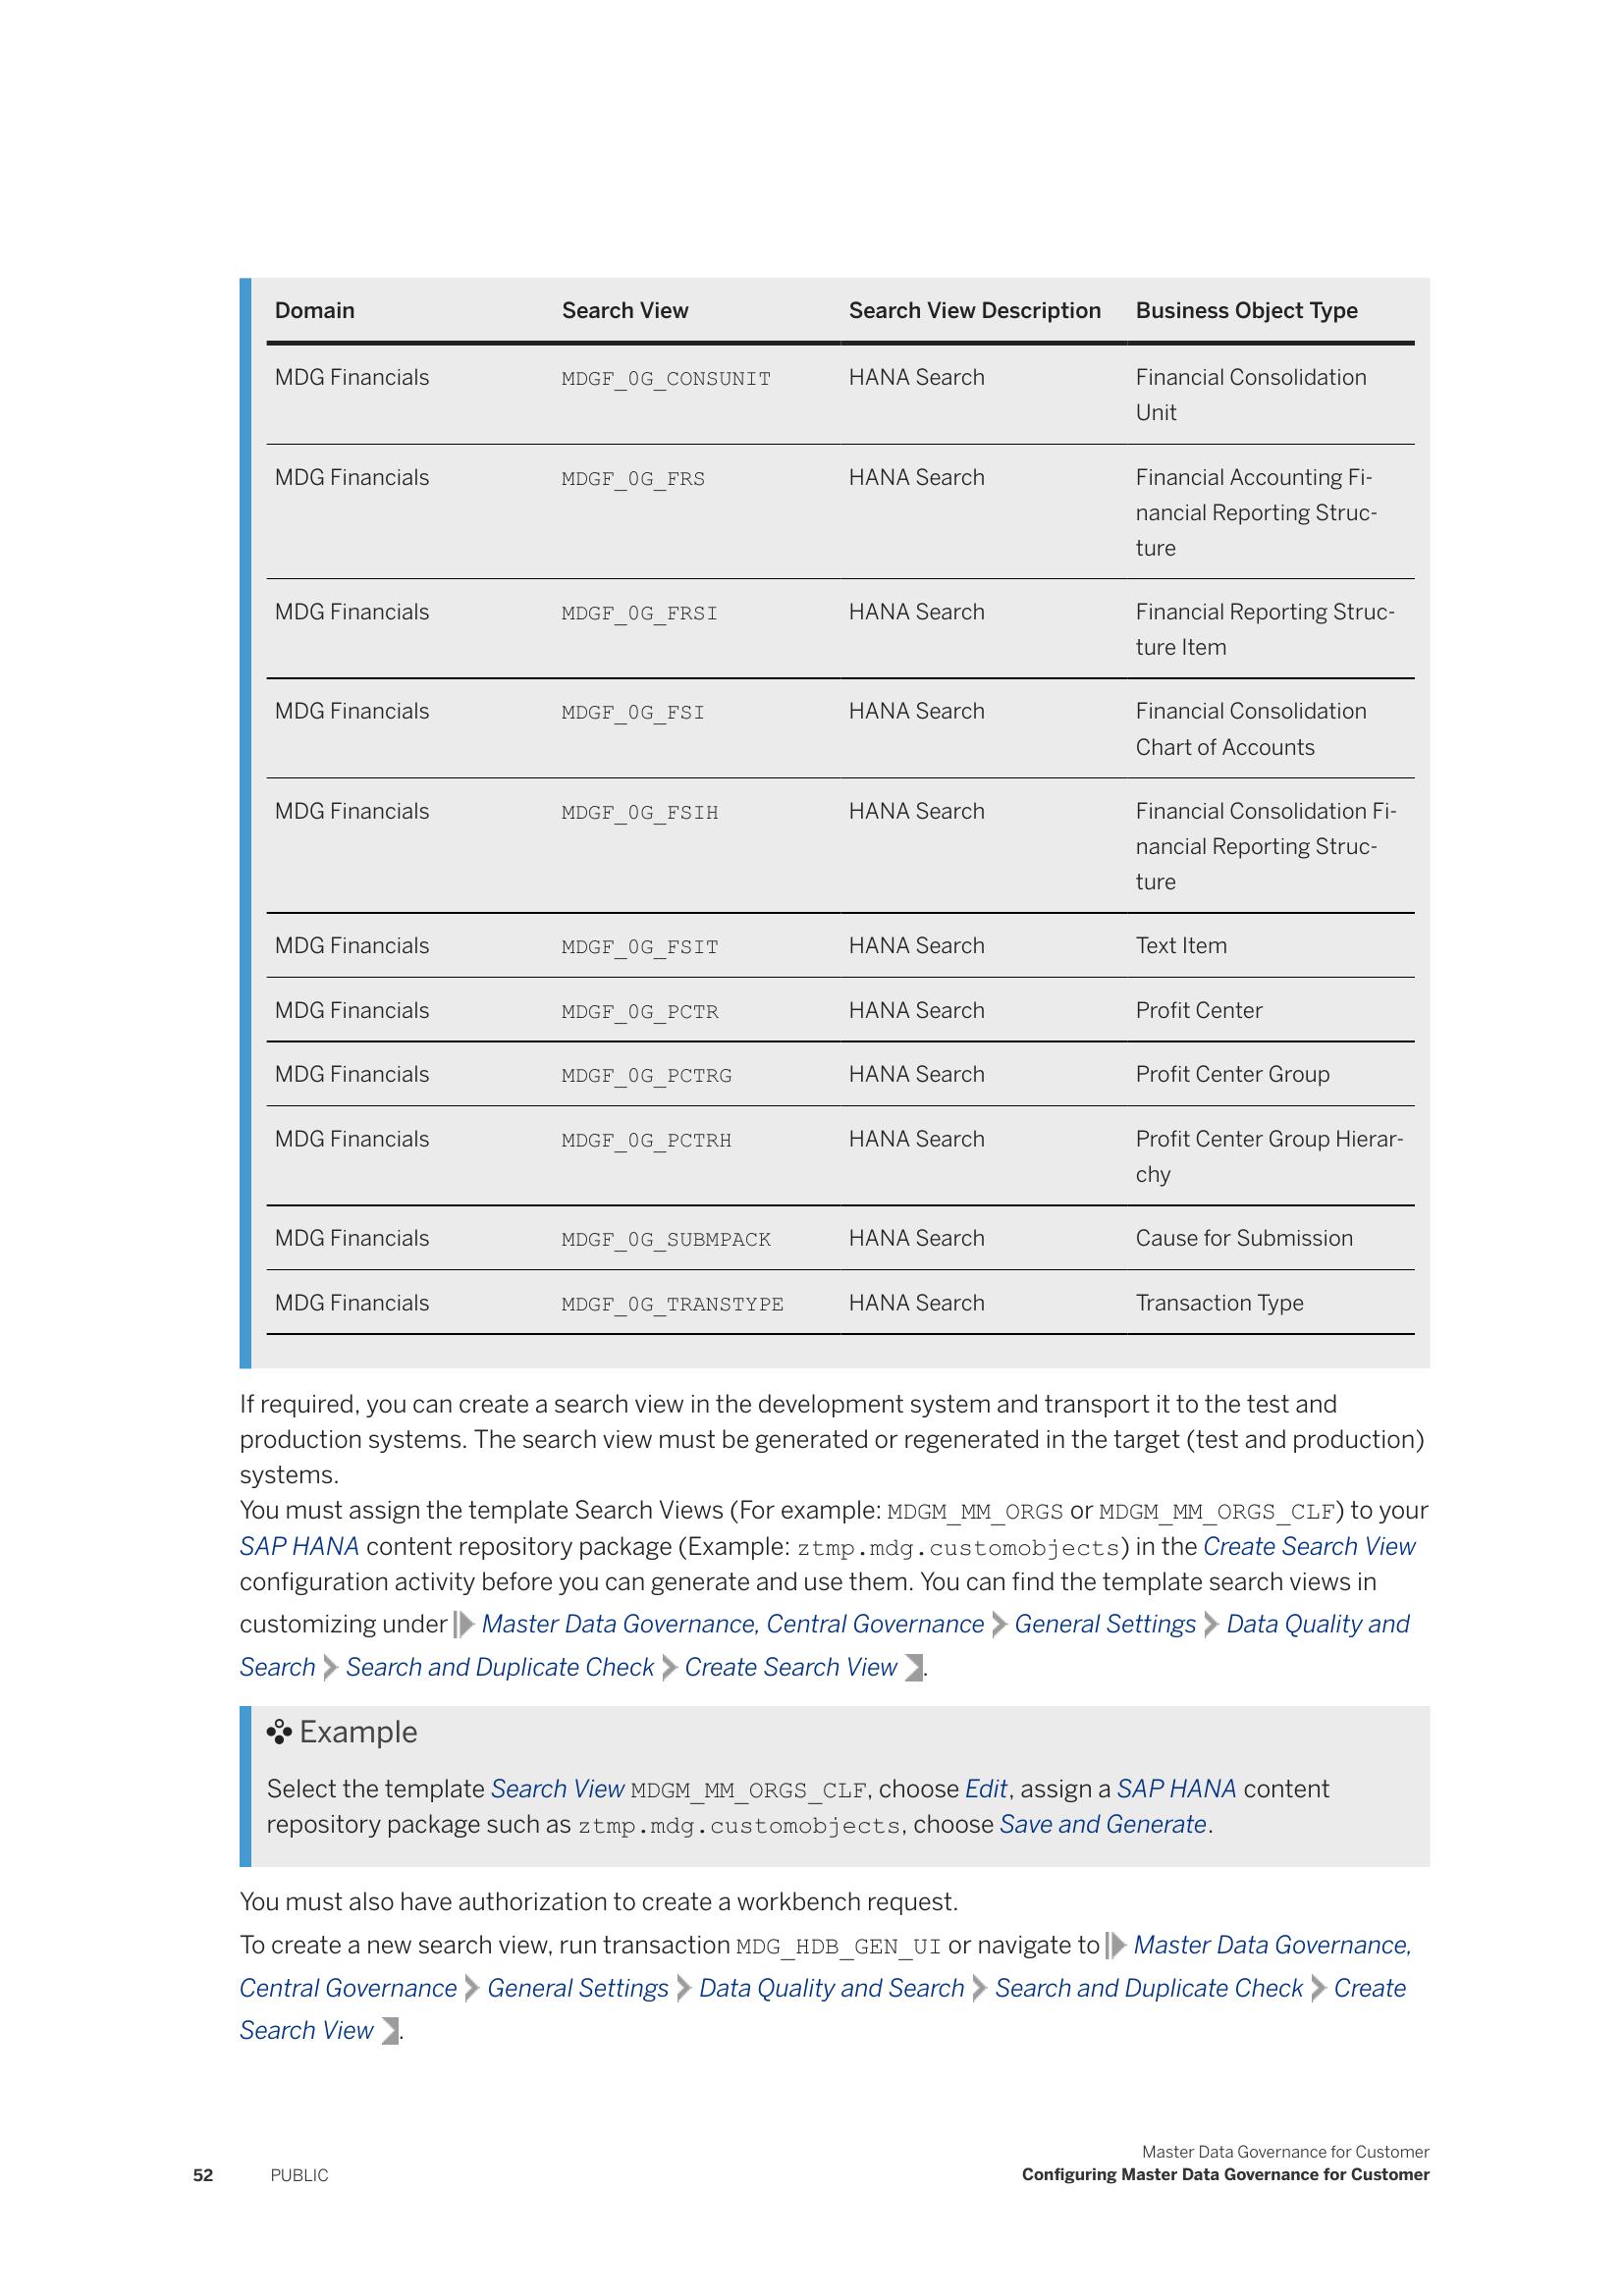 Domain Search View Search View Description Business Object Type
MDG Financials MDGF_0G_CONSUNIT HANA Search Financial Consolidation
Unit
MDG Financials MDGF_0G_FRS HANA Search Financial Accounting Fi-
nancial Reporting Struc-
ture
MDG Financials MDGF_0G_FRSI HANA Search Financial Reporting Struc-
ture Item
MDG Financials MDGF_0G_FSI HANA Search Financial Consolidation
Chart of Accounts
MDG Financials MDGF_0G_FSIH HANA Search Financial Consolidation Fi-
nancial Reporting Struc-
ture
MDG Financials MDGF_0G_FSIT HANA Search Text Item
MDG Financials MDGF_0G_PCTR HANA Search Profit Center
MDG Financials MDGF_0G_PCTRG HANA Search Profit Center Group
MDG Financials MDGF_0G_PCTRH HANA Search Profit Center Group Hierar-
chy
MDG Financials MDGF_0G_SUBMPACK HANA Search Cause for Submission
MDG Financials MDGF_0G_TRANSTYPE HANA Search Transaction Type
If required, you can create a search view in the development system and transport it to the test and
production systems. The search view must be generated or regenerated in the target (test and production)
systems.
You must assign the template Search Views (For example: MDGM_MM_ORGS or MDGM_MM_ORGS_CLF) to your
SAP HANA content repository package (Example: ztmp.mdg.customobjects) in the Create Search View
configuration activity before you can generate and use them. You can find the template search views in
customizing under Master Data Governance, Central Governance General Settings Data Quality and
Search Search and Duplicate Check Create Search View .
Example
Select the template Search View MDGM_MM_ORGS_CLF, choose Edit, assign a SAP HANA content
repository package such as ztmp.mdg.customobjects, choose Save and Generate.
You must also have authorization to create a workbench request.
To create a new search view, run transaction MDG_HDB_GEN_UI or navigate to Master Data Governance,
Central Governance General Settings Data Quality and Search Search and Duplicate Check Create
Search View .
Master Data Governance for Customer
52 PUBLIC Configuring Master Data Governance for Customer